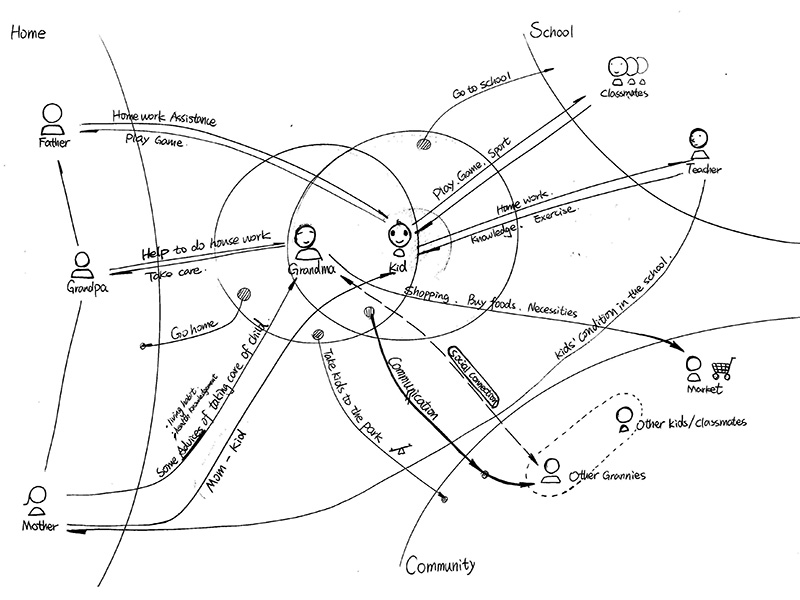 Home
School
Go to school
Classmates
Father
Homework Assistance
Play Game.
Play. Game. Sport
Teacher
Home work.
Knowledge. Exercise.
Grandpa
Help to do house work
Take care.
Grandma
Kid
Shopping. Buy foods. Necessities
kids' condition in the school.
Go home
Market
· living habit
· health knowledgement
Some Advices of taking care of child.
Mom - kid
Take kids to the park
Communication
Social connection
Other kids/classmates
Other Grannies
Mother
Community